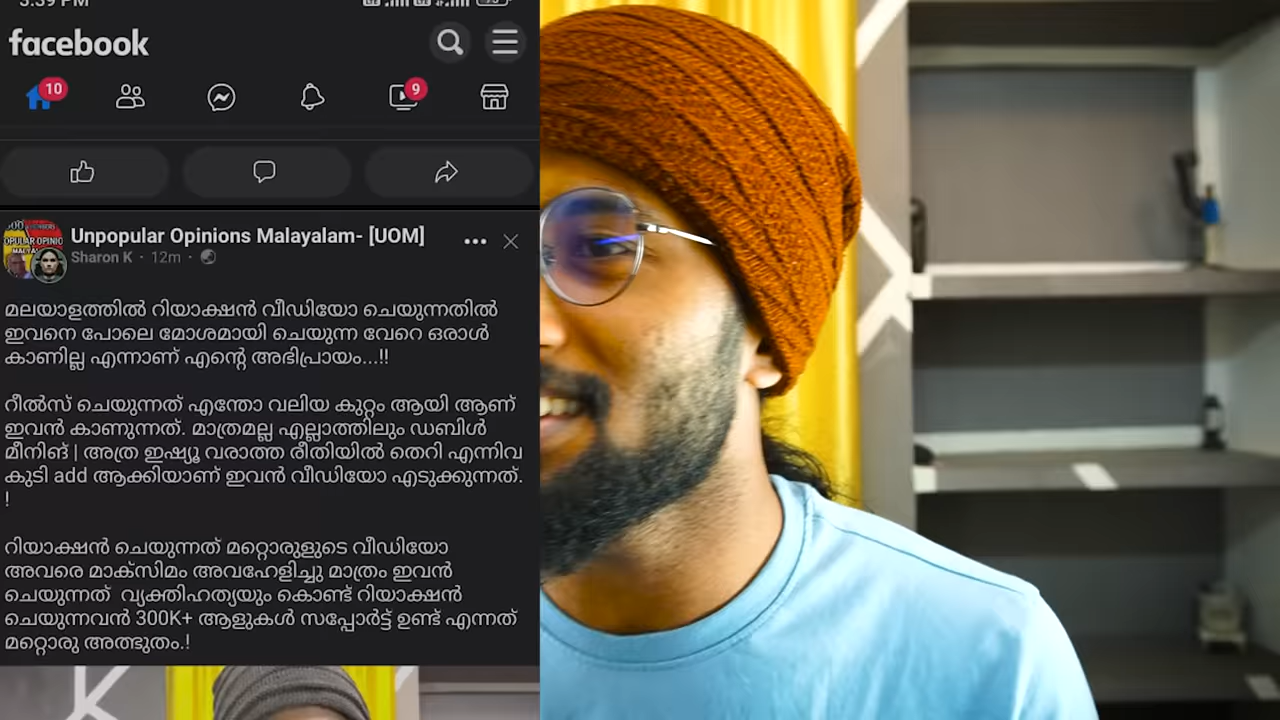 3:39 PM
facebook
10
9
Unpopular Opinions Malayalam- [UOM]
Sharon K · 12m ·
മലയാളത്തിൽ റിയാക്ഷൻ വീഡിയോ ചെയുന്നതിൽ
ഇവനെ പോലെ മോശമായി ചെയുന്ന വേറെ ഒരാൾ
കാണില്ല എന്നാണ് എന്റെ അഭിപ്രായം...!!
റീൽസ് ചെയുന്നത് എന്തോ വലിയ കുറ്റം ആയി ആണ്
ഇവൻ കാണുന്നത്. മാത്രമല്ല എല്ലാത്തിലും ഡബിൾ
മീനിങ് | അത്ര ഇഷ്യൂ വരാത്ത രീതിയിൽ തെറി എന്നിവ
കുടി add ആക്കിയാണ് ഇവൻ വീഡിയോ എടുക്കുന്നത്.
!
റിയാക്ഷൻ ചെയുന്നത് മറ്റൊരുളുടെ വീഡിയോ
അവരെ മാക്സിമം അവഹേളിച്ചു മാത്രം ഇവൻ
ചെയുന്നത് വ്യക്തിഹത്യയും കൊണ്ട് റിയാക്ഷൻ
ചെയുന്നവൻ 300K+ ആളുകൾ സപ്പോർട്ട് ഉണ്ട് എന്നത്
മറ്റൊരു അത്ഭുതം.!